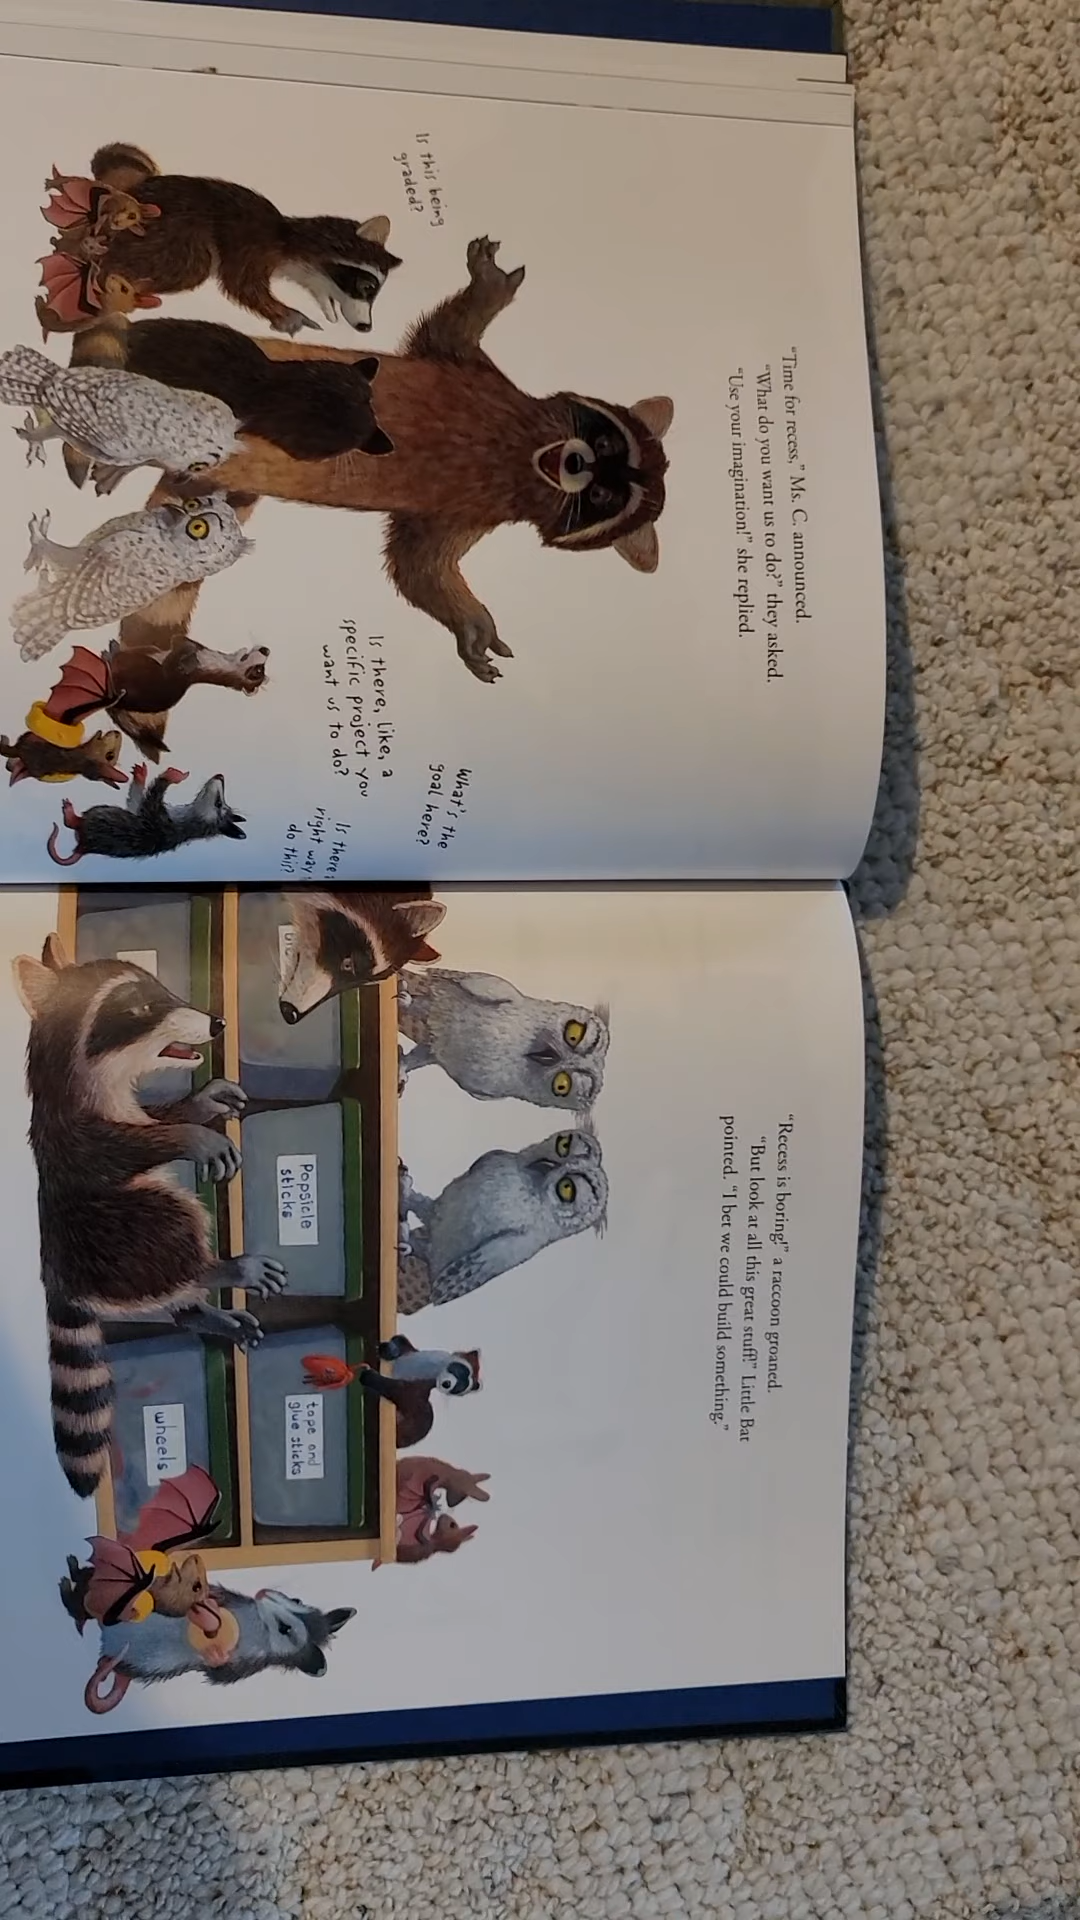 "Time for recess," Ms. C. announced.
"What do you want us to do?" they asked.
"Use your imagination!" she replied.
Is this being
graded?
What's the
goal here?
Is there, like, a
specific project you
want us to do?
Is there
right way
do this?
"Recess is boring!" a raccoon groaned.
"But look at all this great stuff!" Little Bat
pointed. "I bet we could build something."
Popsicle
sticks
tape and
glue sticks
wheels